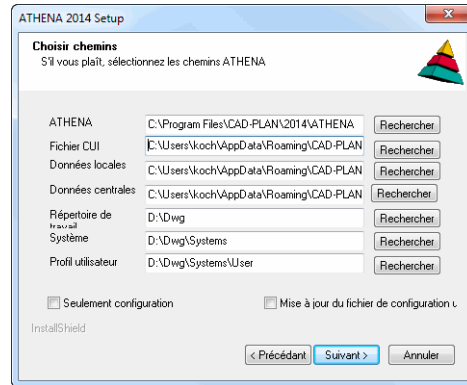 ATHENA 2014 Setup
Choisir chemins
S'il vous plaît, sélectionnez les chemins ATHENA
ATHENA C:\Program Files\CAD-PLAN\2014\ATHENA Rechercher
Fichier CUI C:\Users\koch\AppData\Roaming\CAD-PLAN Rechercher
Données locales C:\Users\koch\AppData\Roaming\CAD-PLAN Rechercher
Données centrales C:\Users\koch\AppData\Roaming\CAD-PLAN Rechercher
Répertoire de travail D:\Dwg Rechercher
Système D:\Dwg\Systems Rechercher
Profil utilisateur D:\Dwg\Systems\User Rechercher
Seulement configuration Mise à jour du fichier de configuration u
InstallShield
< Précédant Suivant > Annuler